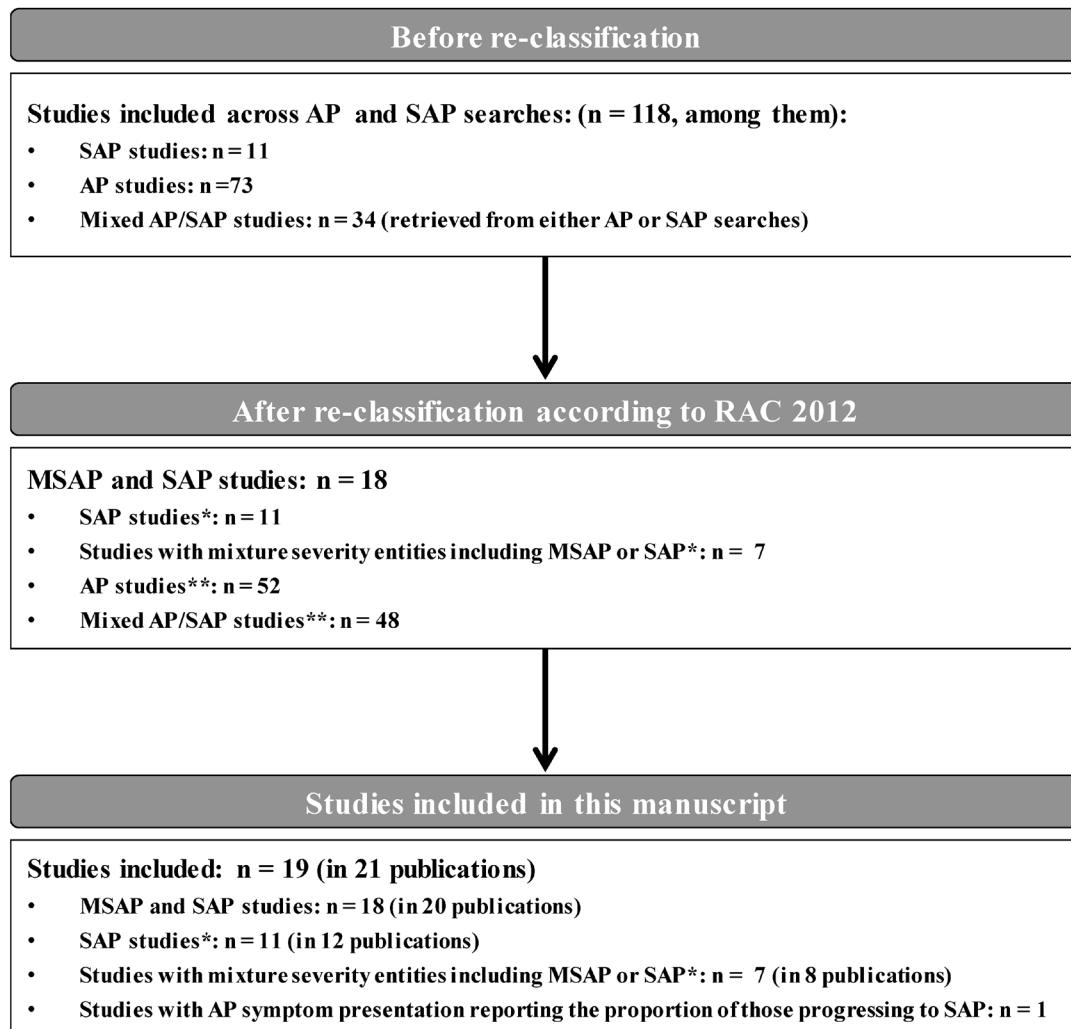 Before re-classification
Studies included across AP and SAP searches: (n = 118, among them):
• SAP studies: n = 11
• AP studies: n =73
• Mixed AP/SAP studies: n = 34 (retrieved from either AP or SAP searches)
After re-classification according to RAC 2012
MSAP and SAP studies: n = 18
• SAP studies*: n = 11
• Studies with mixture severity entities including MSAP or SAP*: n = 7
• AP studies**: n = 52
• Mixed AP/SAP studies**: n = 48
Studies included in this manuscript
Studies included: n = 19 (in 21 publications)
• MSAP and SAP studies: n = 18 (in 20 publications)
• SAP studies*: n = 11 (in 12 publications)
• Studies with mixture severity entities including MSAP or SAP*: n = 7 (in 8 publications)
• Studies with AP symptom presentation reporting the proportion of those progressing to SAP: n = 1